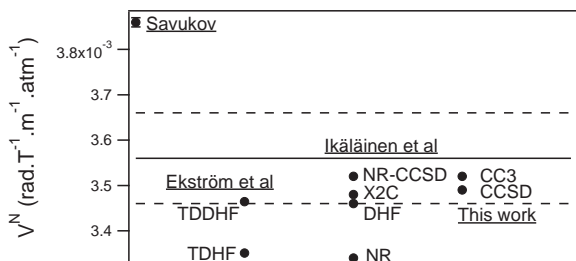 Savukov
3.8x10-3
3.7
3.6
3.5
3.4
VN (rad.T-1.m-1.atm-1)
Ikäläinen et al
NR-CCSD
CC3
Ekström et al
X2C
CCSD
TDDHF
DHF
This work
TDHF
NR